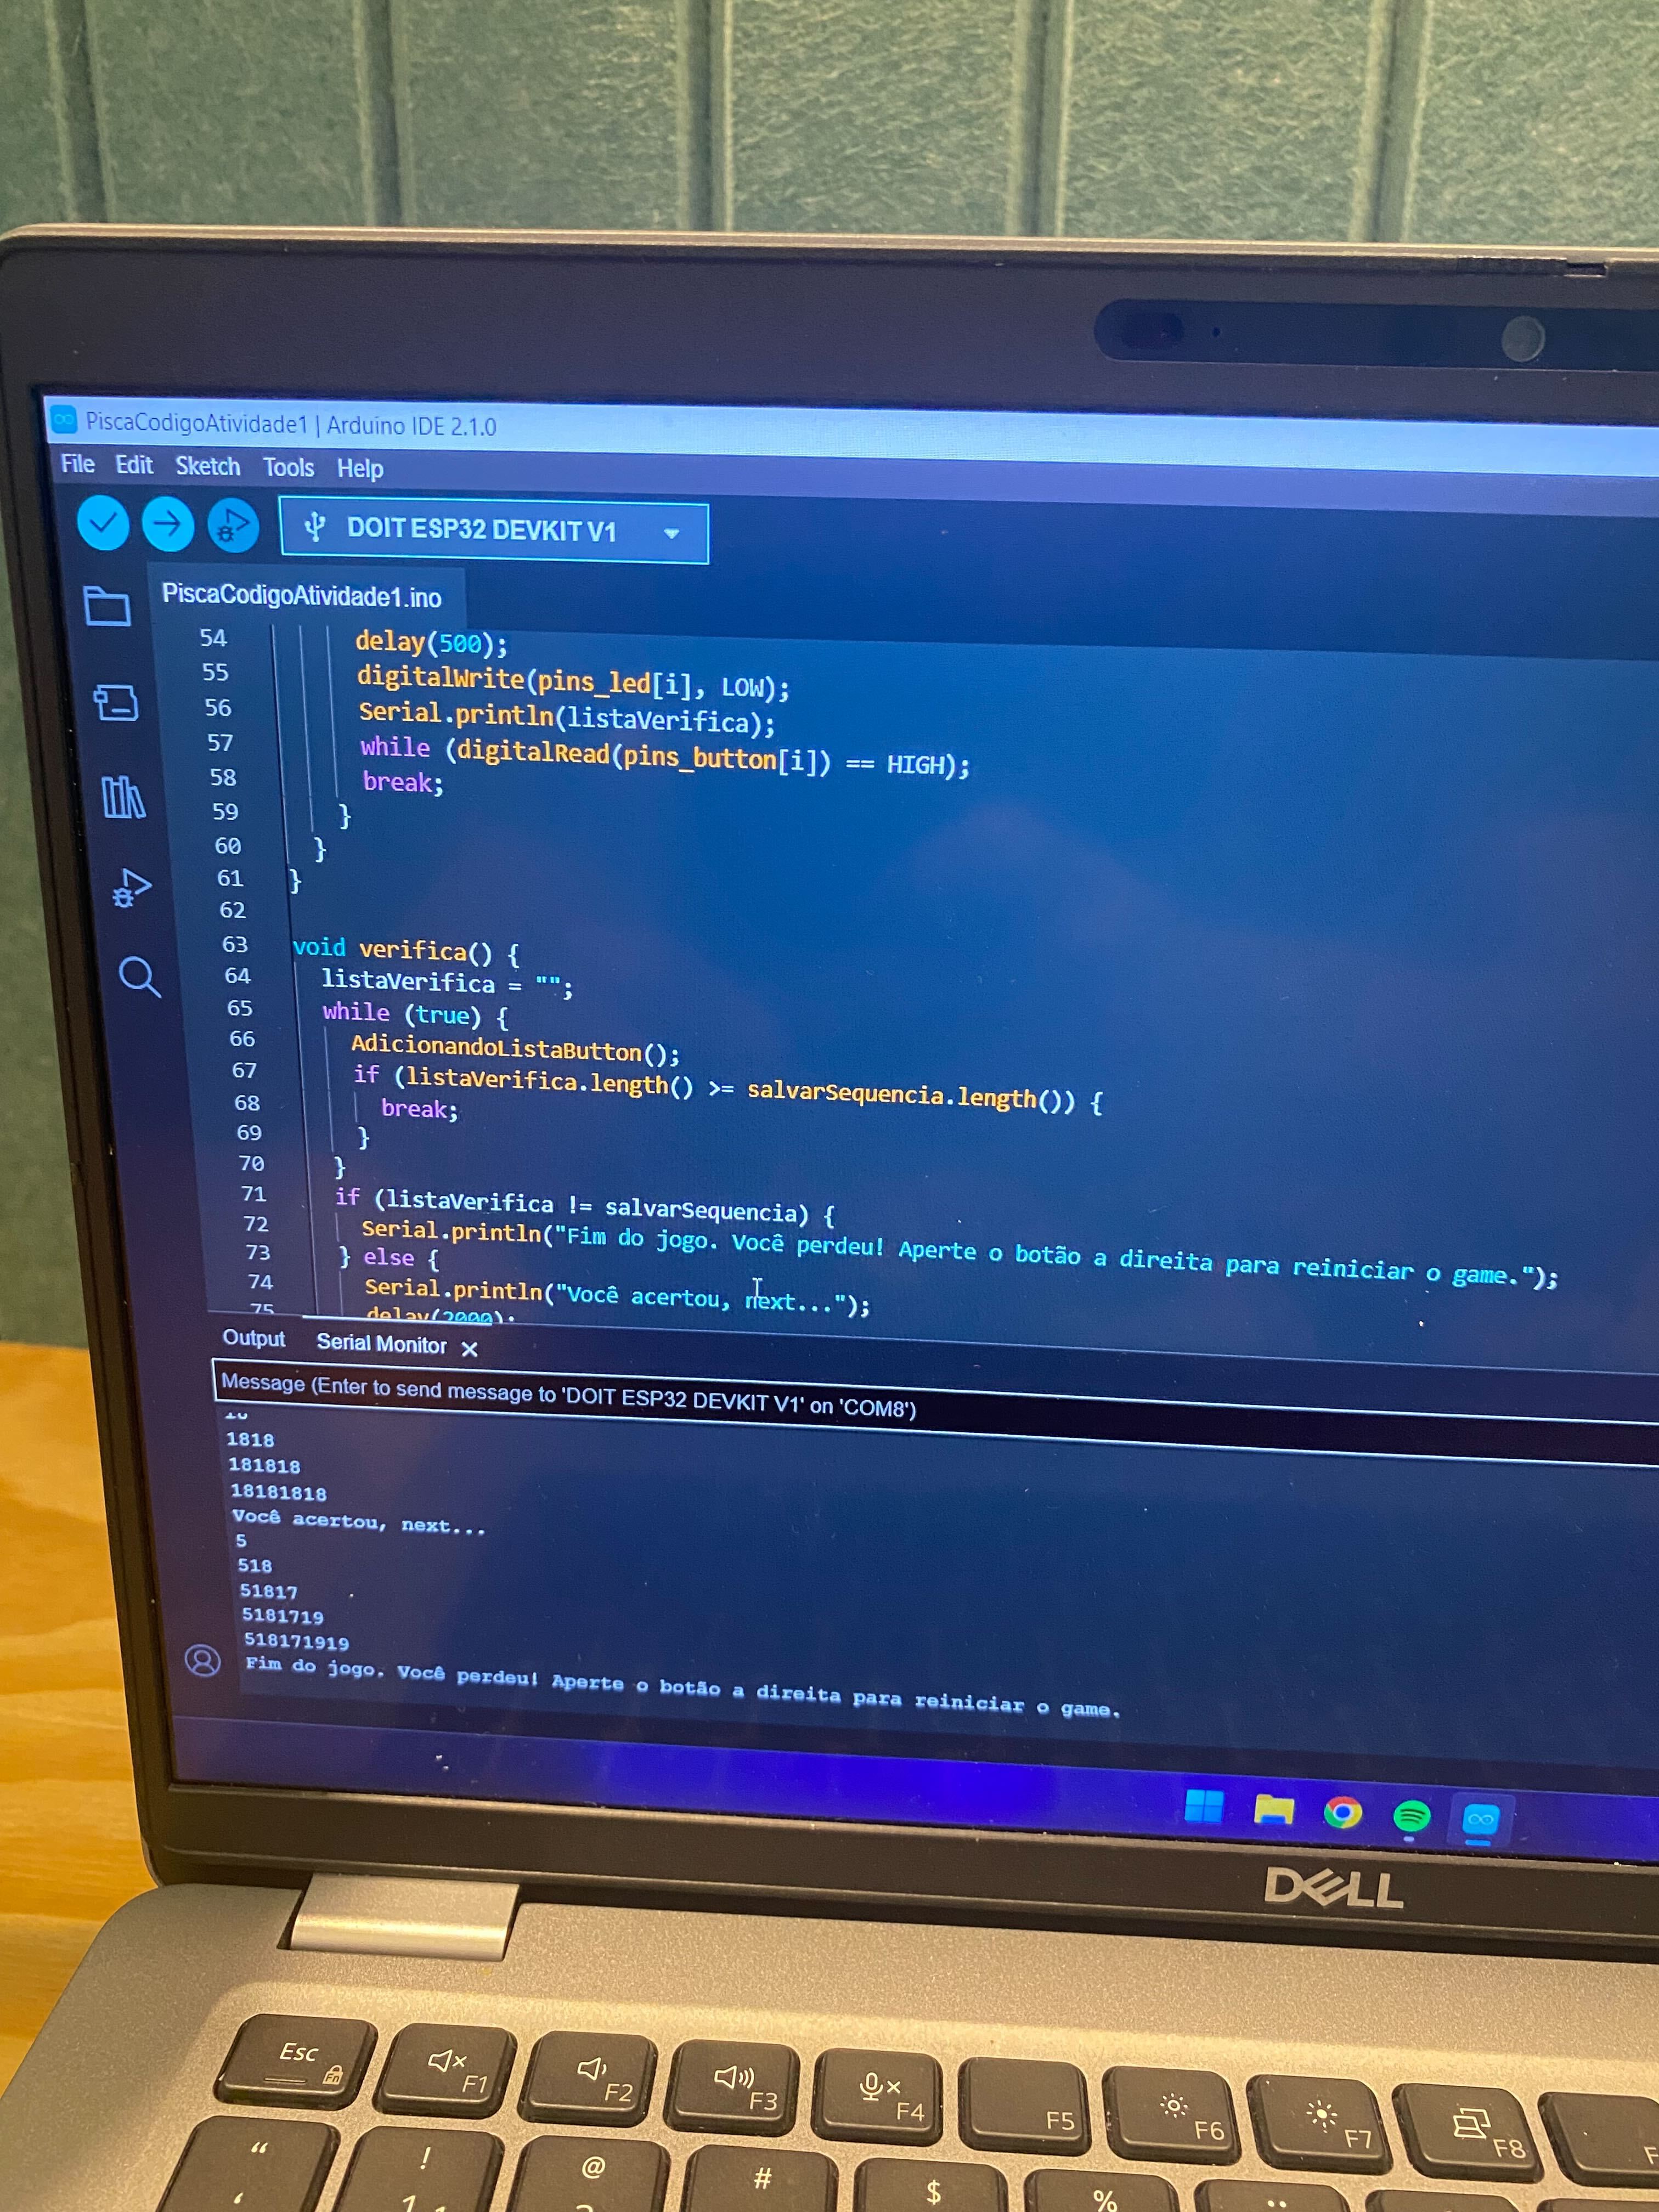 PiscaCodigoAtividade1 | Arduino IDE 2.1.0
File Edit Sketch Tools Help
DOIT ESP32 DEVKIT V1
PiscaCodigoAtividade1.ino
54 delay(500);
55 digitalWrite(pins_led[i], LOW);
56 Serial.println(listaVerifica);
57 while (digitalRead(pins_button[i]) == HIGH);
58 break;
59 }
60 }
61 }
62
63 void verifica() {
64 listaVerifica = "";
65 while (true) {
66 AdicionandoListaButton();
67 if (listaVerifica.length() >= salvarSequencia.length()) {
68 break;
69 }
70 }
71 if (listaVerifica != salvarSequencia) {
72 Serial.println("Fim do jogo. Você perdeu! Aperte o botão a direita para reiniciar o game.");
73 } else {
74 Serial.println("Você acertou, next...");
75 delay(2000);
Output Serial Monitor
Message (Enter to send message to 'DOIT ESP32 DEVKIT V1' on 'COM8')
1818
181818
18181818
Você acertou, next...
5
518
51817
5181719
518171919
Fim do jogo. Você perdeu! Aperte o botão a direita para reiniciar o game.
DELL
Esc F1 F2 F3 F4 F5 F6 F7 F8
! @ # $ %